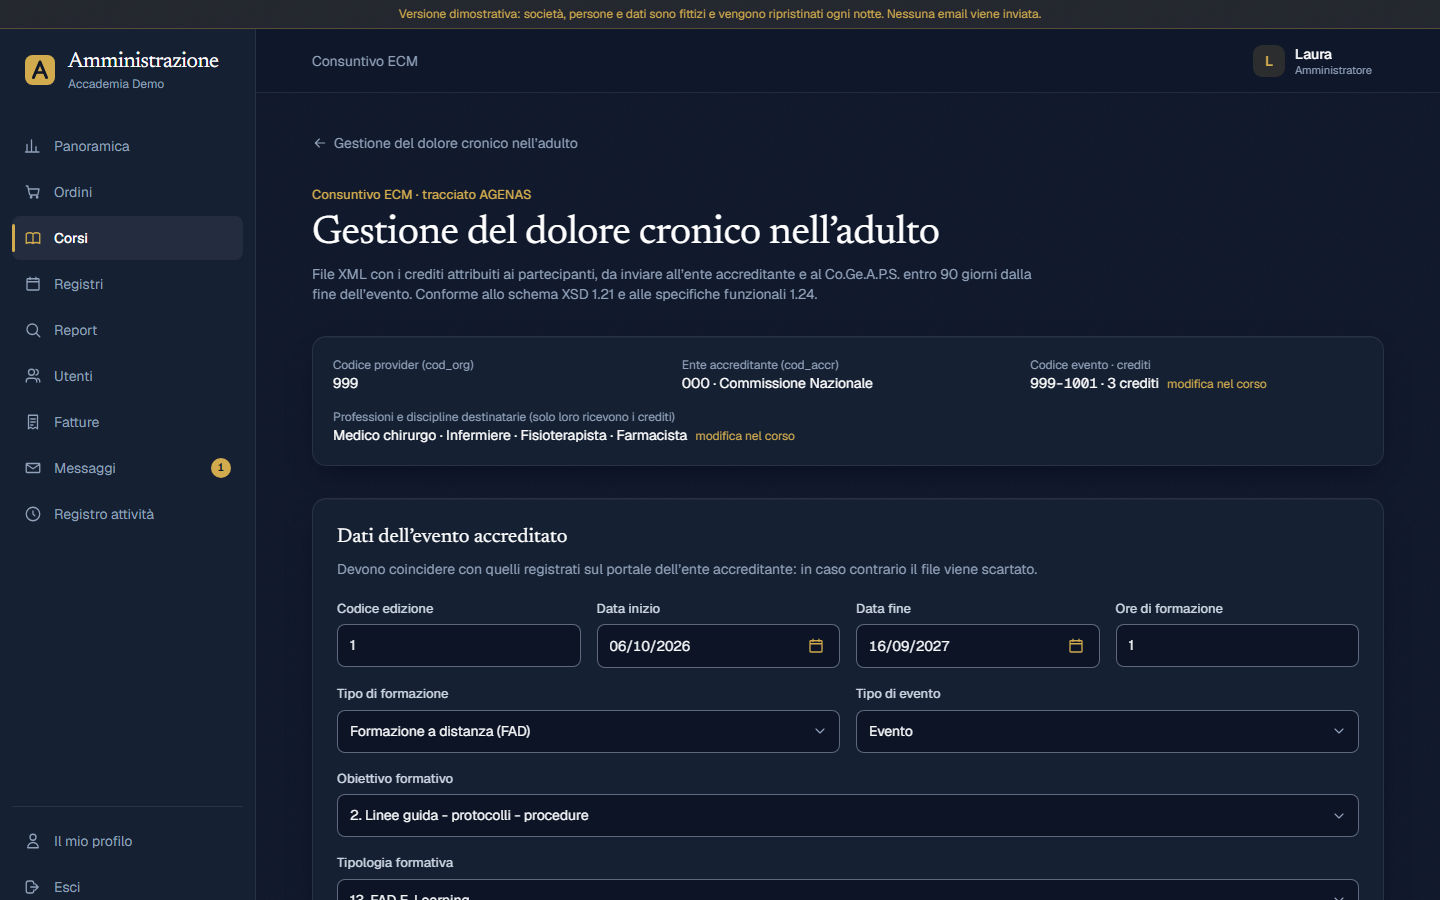 Versione dimostrativa: società, persone e dati sono fittizi e vengono ripristinati ogni notte. Nessuna email viene inviata.
A
Amministrazione
Accademia Demo
Panoramica
Ordini
Corsi
Registri
Report
Utenti
Fatture
Messaggi
1
Registro attività
Il mio profilo
Esci
Consuntivo ECM
L
Laura
Amministratore
← Gestione del dolore cronico nell'adulto
Consuntivo ECM · tracciato AGENAS
Gestione del dolore cronico nell’adulto
File XML con i crediti attribuiti ai partecipanti, da inviare all'ente accreditante e al Co.Ge.A.P.S. entro 90 giorni dalla
fine dell'evento. Conforme allo schema XSD 1.21 e alle specifiche funzionali 1.24.
Codice provider (cod_org)
999
Ente accreditante (cod_accr)
000 · Commissione Nazionale
Codice evento · crediti
999-1001 · 3 crediti modifica nel corso
Professioni e discipline destinatarie (solo loro ricevono i crediti)
Medico chirurgo · Infermiere · Fisioterapista · Farmacista modifica nel corso
Dati dell’evento accreditato
Devono coincidere con quelli registrati sul portale dell'ente accreditante: in caso contrario il file viene scartato.
Codice edizione
1
Data inizio
06/10/2026
Data fine
16/09/2027
Ore di formazione
1
Tipo di formazione
Formazione a distanza (FAD)
Tipo di evento
Evento
Obiettivo formativo
2. Linee guida - protocolli - procedure
Tipologia formativa
13. FAD E-Learning